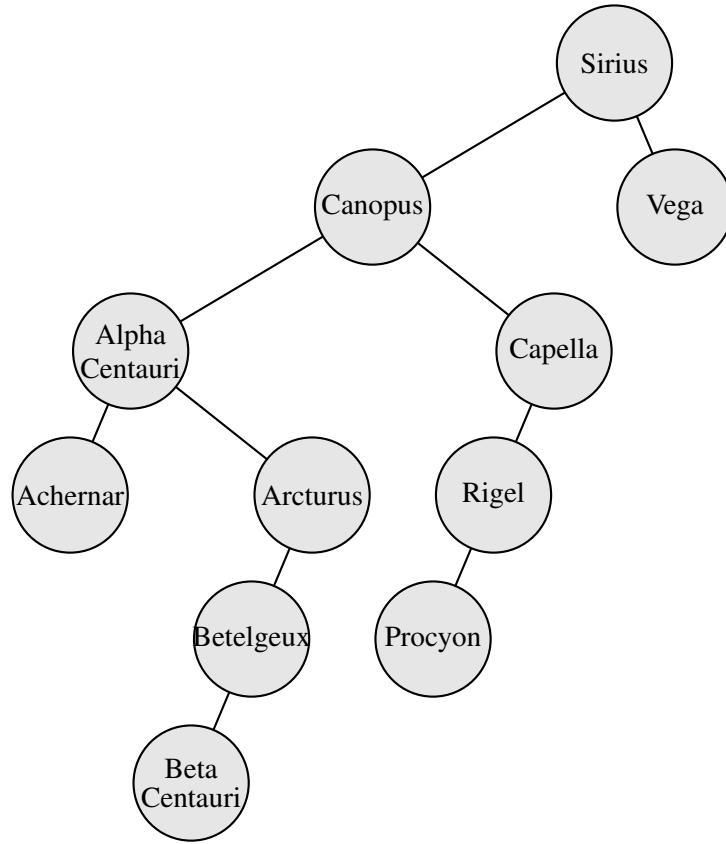 Sirius
Canopus
Vega
Alpha
Centauri
Capella
Achernar
Arcturus
Rigel
Betelgeux
Procyon
Beta
Centauri